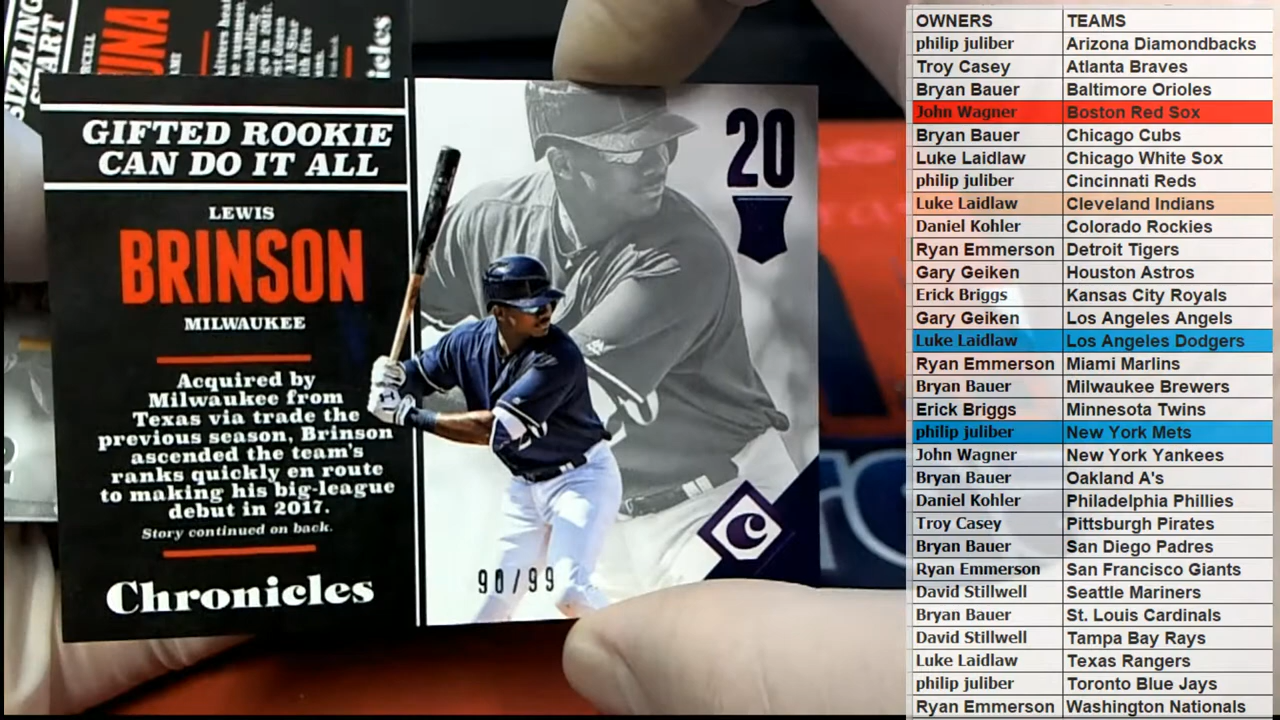 SIZZLING
START
UNA
icles
GIFTED ROOKIE
CAN DO IT ALL
LEWIS
BRINSON
MILWAUKEE
Acquired by
Milwaukee from
Texas via trade the
previous season, Brinson
ascended the team's
ranks quickly en route
to making his big-league
debut in 2017.
Story continued on back.
Chronicles
20
C
90/99
OWNERS TEAMS
philip juliber Arizona Diamondbacks
Troy Casey Atlanta Braves
Bryan Bauer Baltimore Orioles
John Wagner Boston Red Sox
Bryan Bauer Chicago Cubs
Luke Laidlaw Chicago White Sox
philip juliber Cincinnati Reds
Luke Laidlaw Cleveland Indians
Daniel Kohler Colorado Rockies
Ryan Emmerson Detroit Tigers
Gary Geiken Houston Astros
Erick Briggs Kansas City Royals
Gary Geiken Los Angeles Angels
Luke Laidlaw Los Angeles Dodgers
Ryan Emmerson Miami Marlins
Bryan Bauer Milwaukee Brewers
Erick Briggs Minnesota Twins
philip juliber New York Mets
John Wagner New York Yankees
Bryan Bauer Oakland A's
Daniel Kohler Philadelphia Phillies
Troy Casey Pittsburgh Pirates
Bryan Bauer San Diego Padres
Ryan Emmerson San Francisco Giants
David Stillwell Seattle Mariners
Bryan Bauer St. Louis Cardinals
David Stillwell Tampa Bay Rays
Luke Laidlaw Texas Rangers
philip juliber Toronto Blue Jays
Ryan Emmerson Washington Nationals